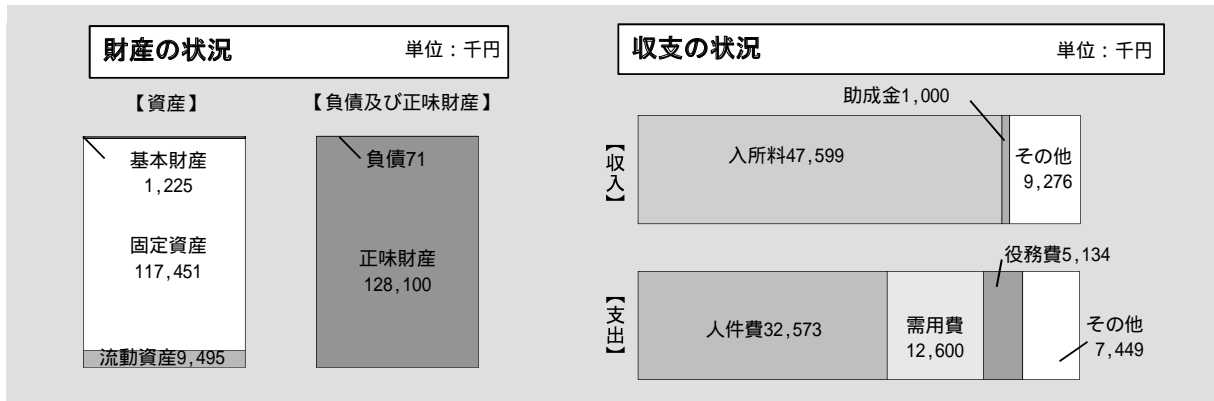 財産の状況 単位：千円
【資産】 【負債及び正味財産】
基本財産
1,225
固定資産
117,451
流動資産9,495
負債71
正味財産
128,100
収支の状況 単位：千円
【収入】
助成金1,000
入所料47,599
その他
9,276
【支出】
役務費5,134
人件費32,573
需用費
12,600
その他
7,449